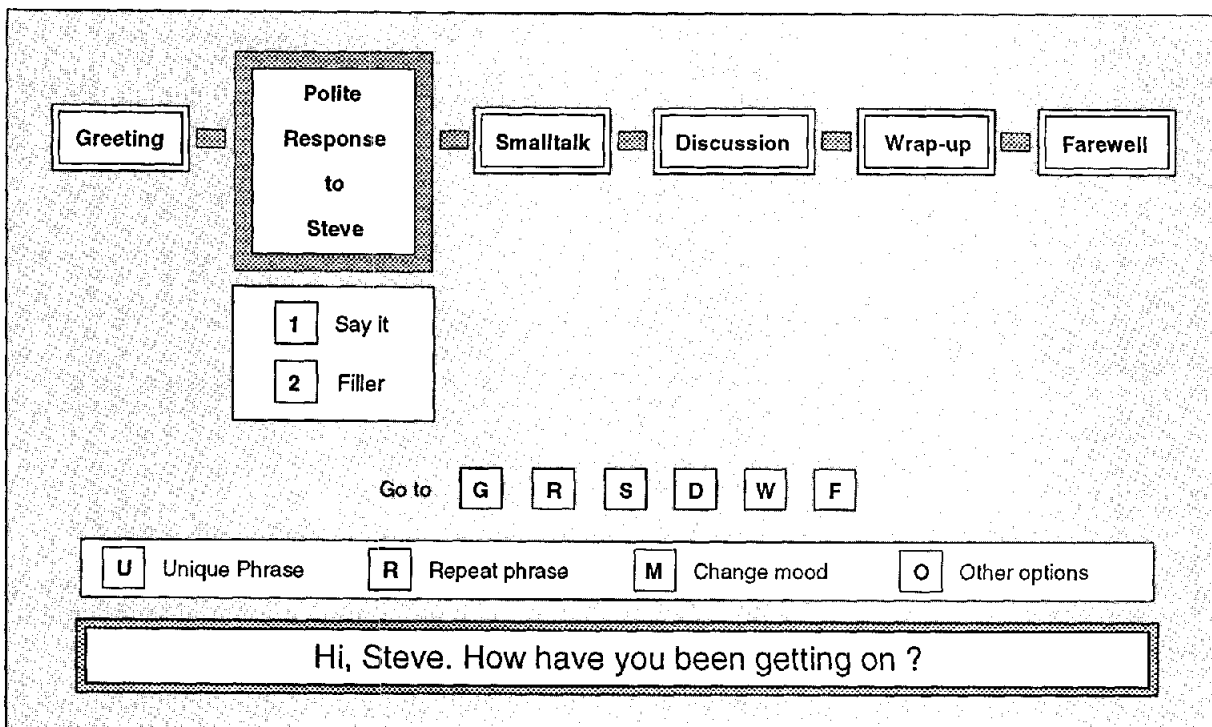 Greeting
Polite
Response
to
Steve
Smalltalk
Discussion
Wrap-up
Farewell
1 Say it
2 Filler
Go to G R S D W F
U Unique Phrase R Repeat phrase M Change mood O Other options
Hi, Steve. How have you been getting on ?